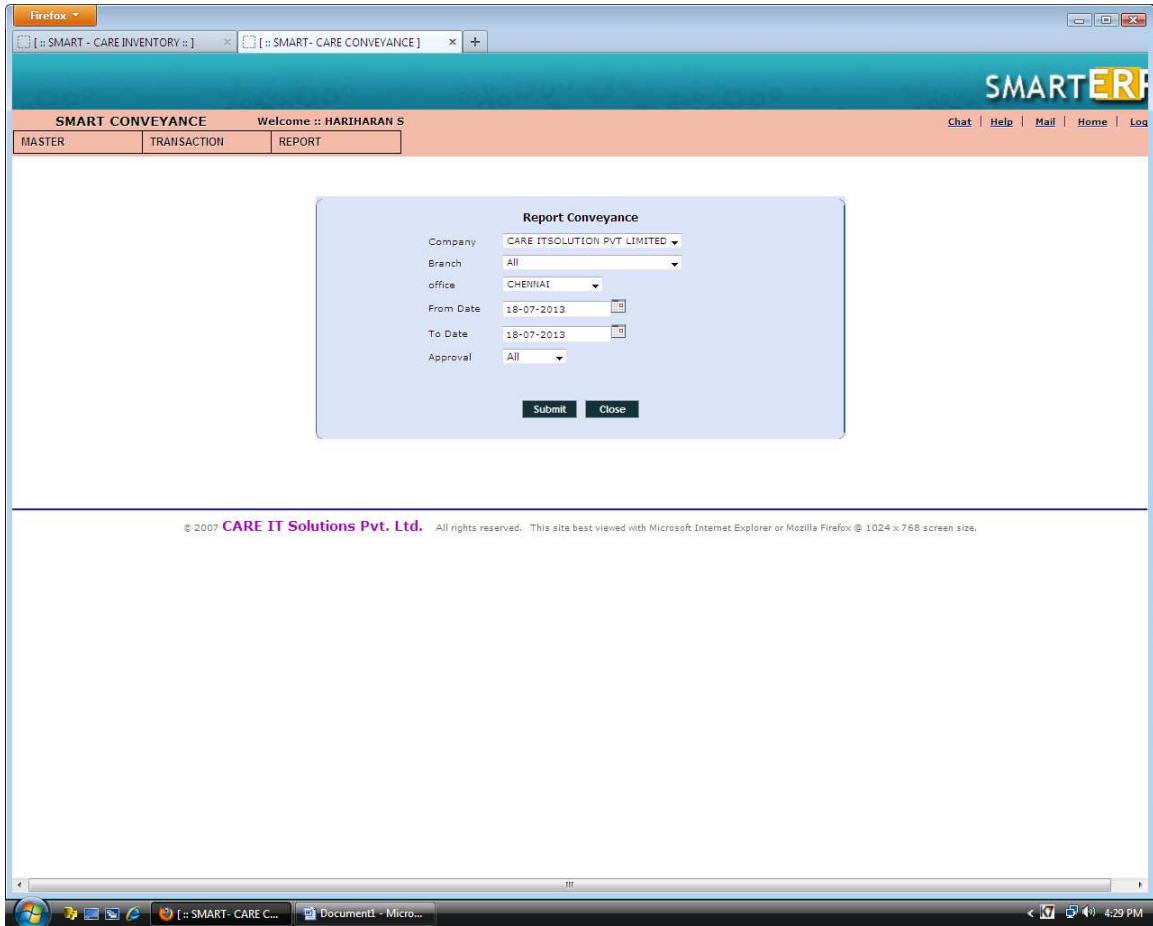 Firefox
[ :: SMART - CARE INVENTORY :: ] × [ :: SMART- CARE CONVEYANCE ] × +
SMARTERP
SMART CONVEYANCE Welcome :: HARIHARAN S Chat | Help | Mail | Home | Log
MASTER TRANSACTION REPORT
Report Conveyance
Company CARE ITSOLUTION PVT LIMITED
Branch All
office CHENNAI
From Date 18-07-2013
To Date 18-07-2013
Approval All
Submit Close
© 2007 CARE IT Solutions Pvt. Ltd. All rights reserved. This site best viewed with Microsoft Internet Explorer or Mozilla Firefox @ 1024 x 768 screen size.
[ :: SMART- CARE C... Document1 - Micro... 4:29 PM